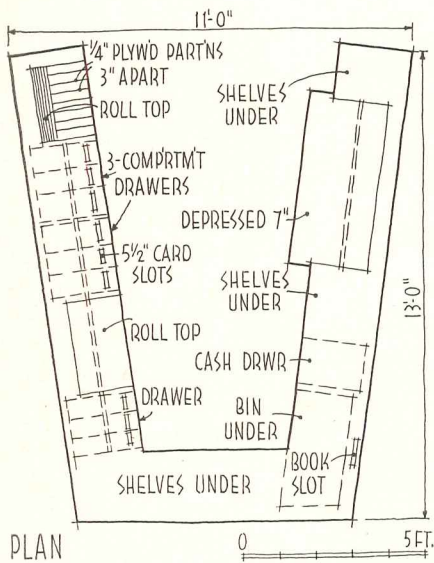 11'-0"
1/4" PLYW'D PART'NS
3" APART
ROLL TOP
3-COMP'RTM'T
DRAWERS
5 1/2" CARD
SLOTS
ROLL TOP
DRAWER
SHELVES
UNDER
DEPRESSED 7"
SHELVES
UNDER
13'-0"
CASH DRWR
BIN
UNDER
BOOK
SLOT
SHELVES UNDER
PLAN
0 5 FT.